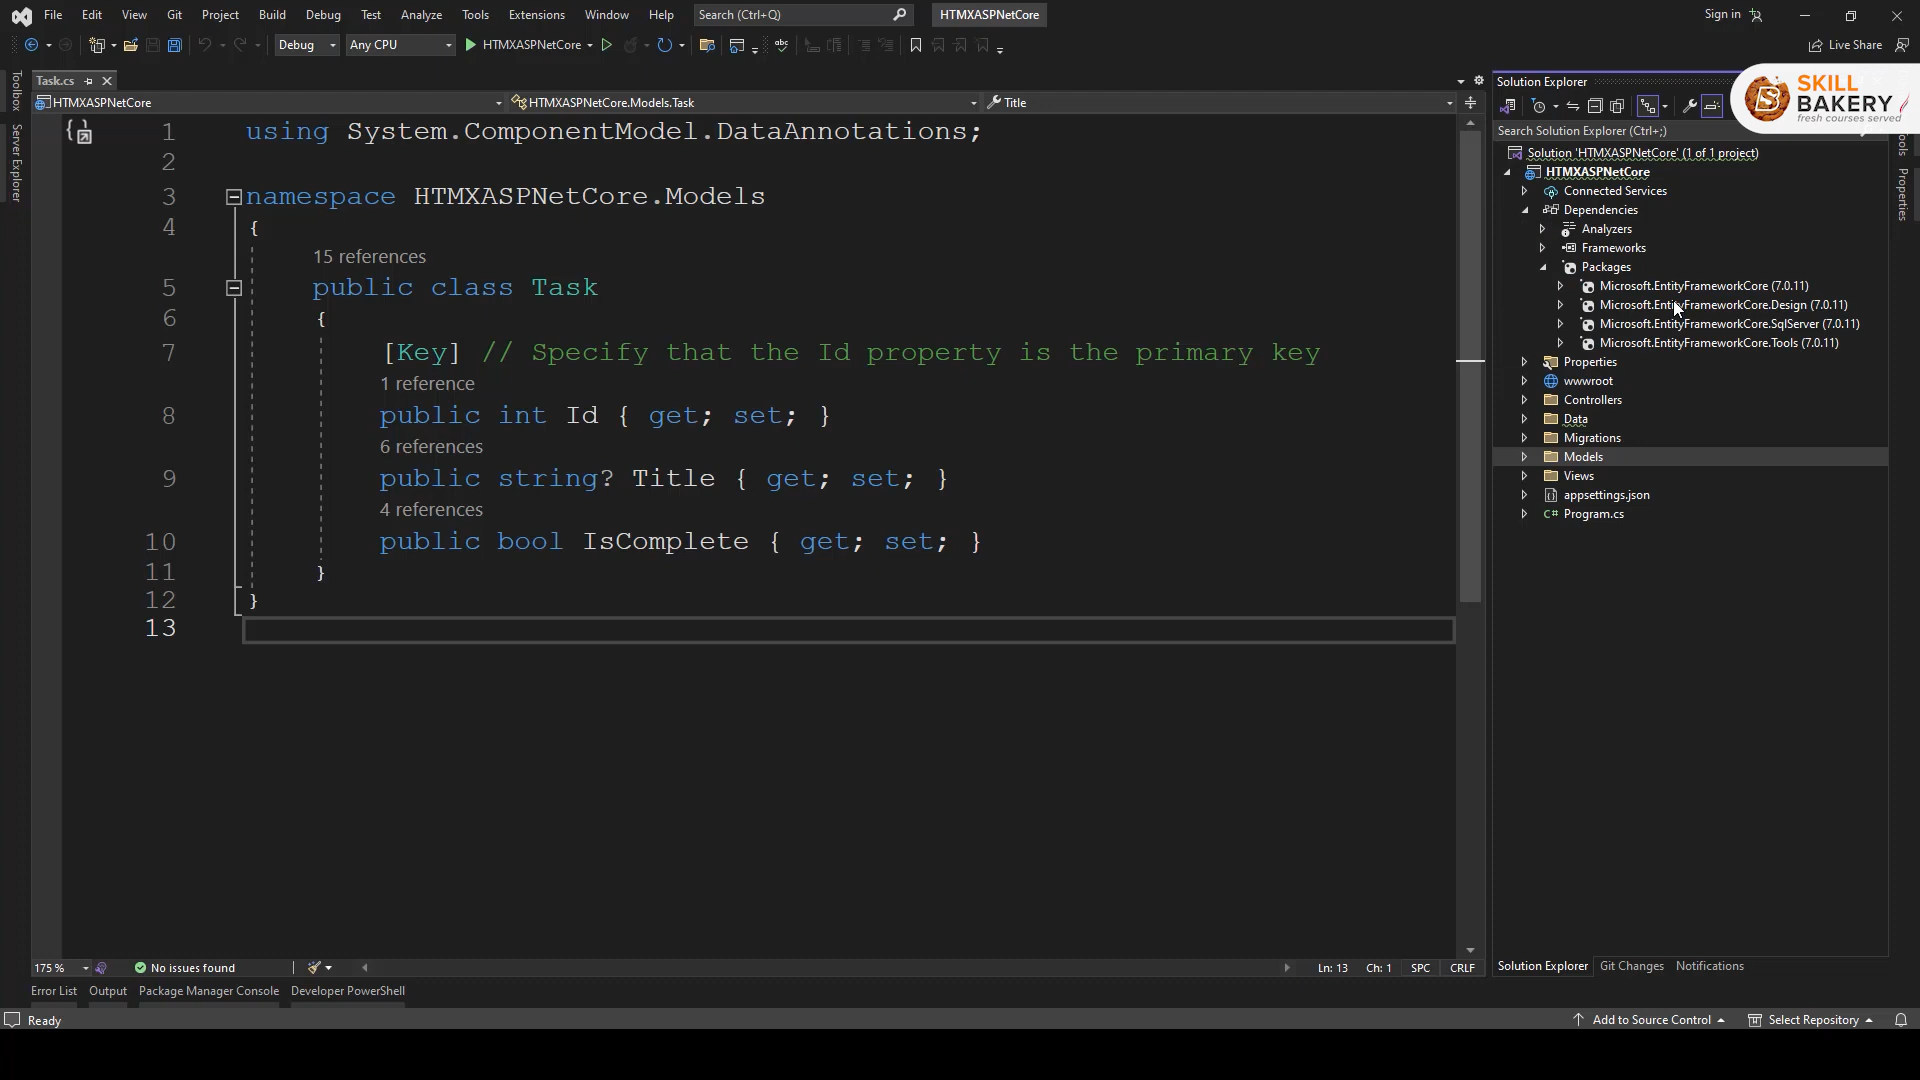 File Edit View Git Project Build Debug Test Analyze Tools Extensions Window Help Search (Ctrl+Q) HTMXASPNetCore Sign in
Debug Any CPU HTMXASPNetCore Live Share
Task.cs
HTMXASPNetCore HTMXASPNetCore.Models.Task Title
Toolbox
Server Explorer
1 using System.ComponentModel.DataAnnotations;
2
3 namespace HTMXASPNetCore.Models
4 {
15 references
5 public class Task
6 {
7 [Key] // Specify that the Id property is the primary key
1 reference
8 public int Id { get; set; }
6 references
9 public string? Title { get; set; }
4 references
10 public bool IsComplete { get; set; }
11 }
12 }
13
175 % No issues found Ln: 13 Ch: 1 SPC CRLF
Error List Output Package Manager Console Developer PowerShell
Ready Add to Source Control Select Repository
Solution Explorer
SKILL
BAKERY
fresh courses served
Search Solution Explorer (Ctrl+;)
Solution 'HTMXASPNetCore' (1 of 1 project)
HTMXASPNetCore
Connected Services
Dependencies
Analyzers
Frameworks
Packages
Microsoft.EntityFrameworkCore (7.0.11)
Microsoft.EntityFrameworkCore.Design (7.0.11)
Microsoft.EntityFrameworkCore.SqlServer (7.0.11)
Microsoft.EntityFrameworkCore.Tools (7.0.11)
Properties
wwwroot
Controllers
Data
Migrations
Models
Views
appsettings.json
C# Program.cs
Solution Explorer Git Changes Notifications
Properties